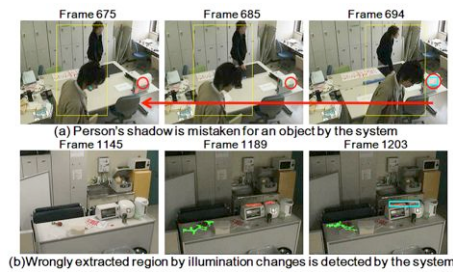 Frame 675 Frame 685 Frame 694
(a) Person's shadow is mistaken for an object by the system
Frame 1145 Frame 1189 Frame 1203
(b)Wrongly extracted region by illumination changes is detected by the system